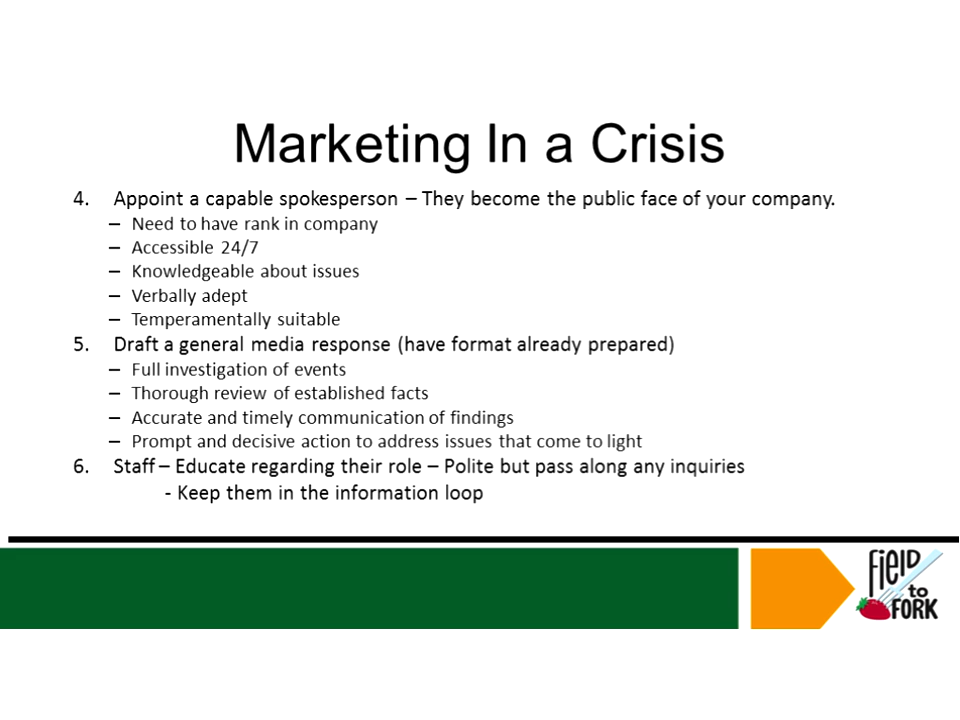 Marketing In a Crisis
4. Appoint a capable spokesperson – They become the public face of your company.
– Need to have rank in company
– Accessible 24/7
– Knowledgeable about issues
– Verbally adept
– Temperamentally suitable
5. Draft a general media response (have format already prepared)
– Full investigation of events
– Thorough review of established facts
– Accurate and timely communication of findings
– Prompt and decisive action to address issues that come to light
6. Staff – Educate regarding their role – Polite but pass along any inquiries
- Keep them in the information loop
FieLD
to
FORK